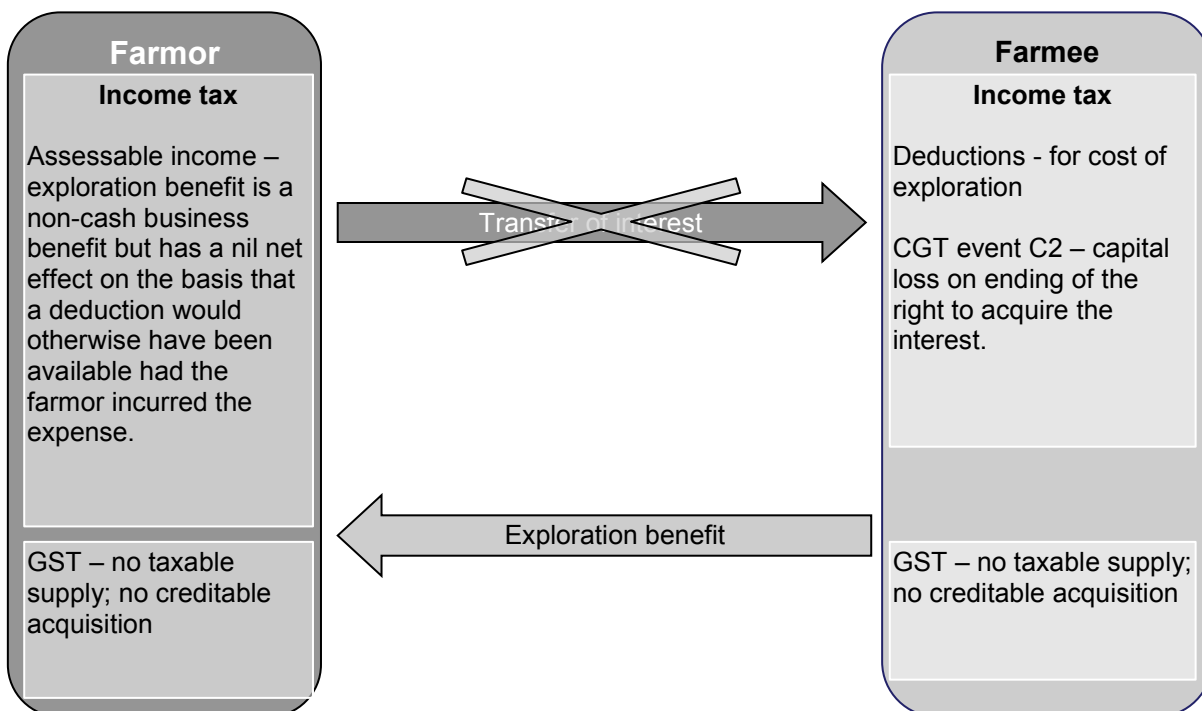 Farmor
Income tax
Assessable income –
exploration benefit is a
non-cash business
benefit but has a nil net
effect on the basis that
a deduction would
otherwise have been
available had the
farmor incurred the
expense.
GST – no taxable
supply; no creditable
acquisition
Transfer of interest
Exploration benefit
Farmee
Income tax
Deductions - for cost of
exploration
CGT event C2 – capital
loss on ending of the
right to acquire the
interest.
GST – no taxable supply;
no creditable acquisition